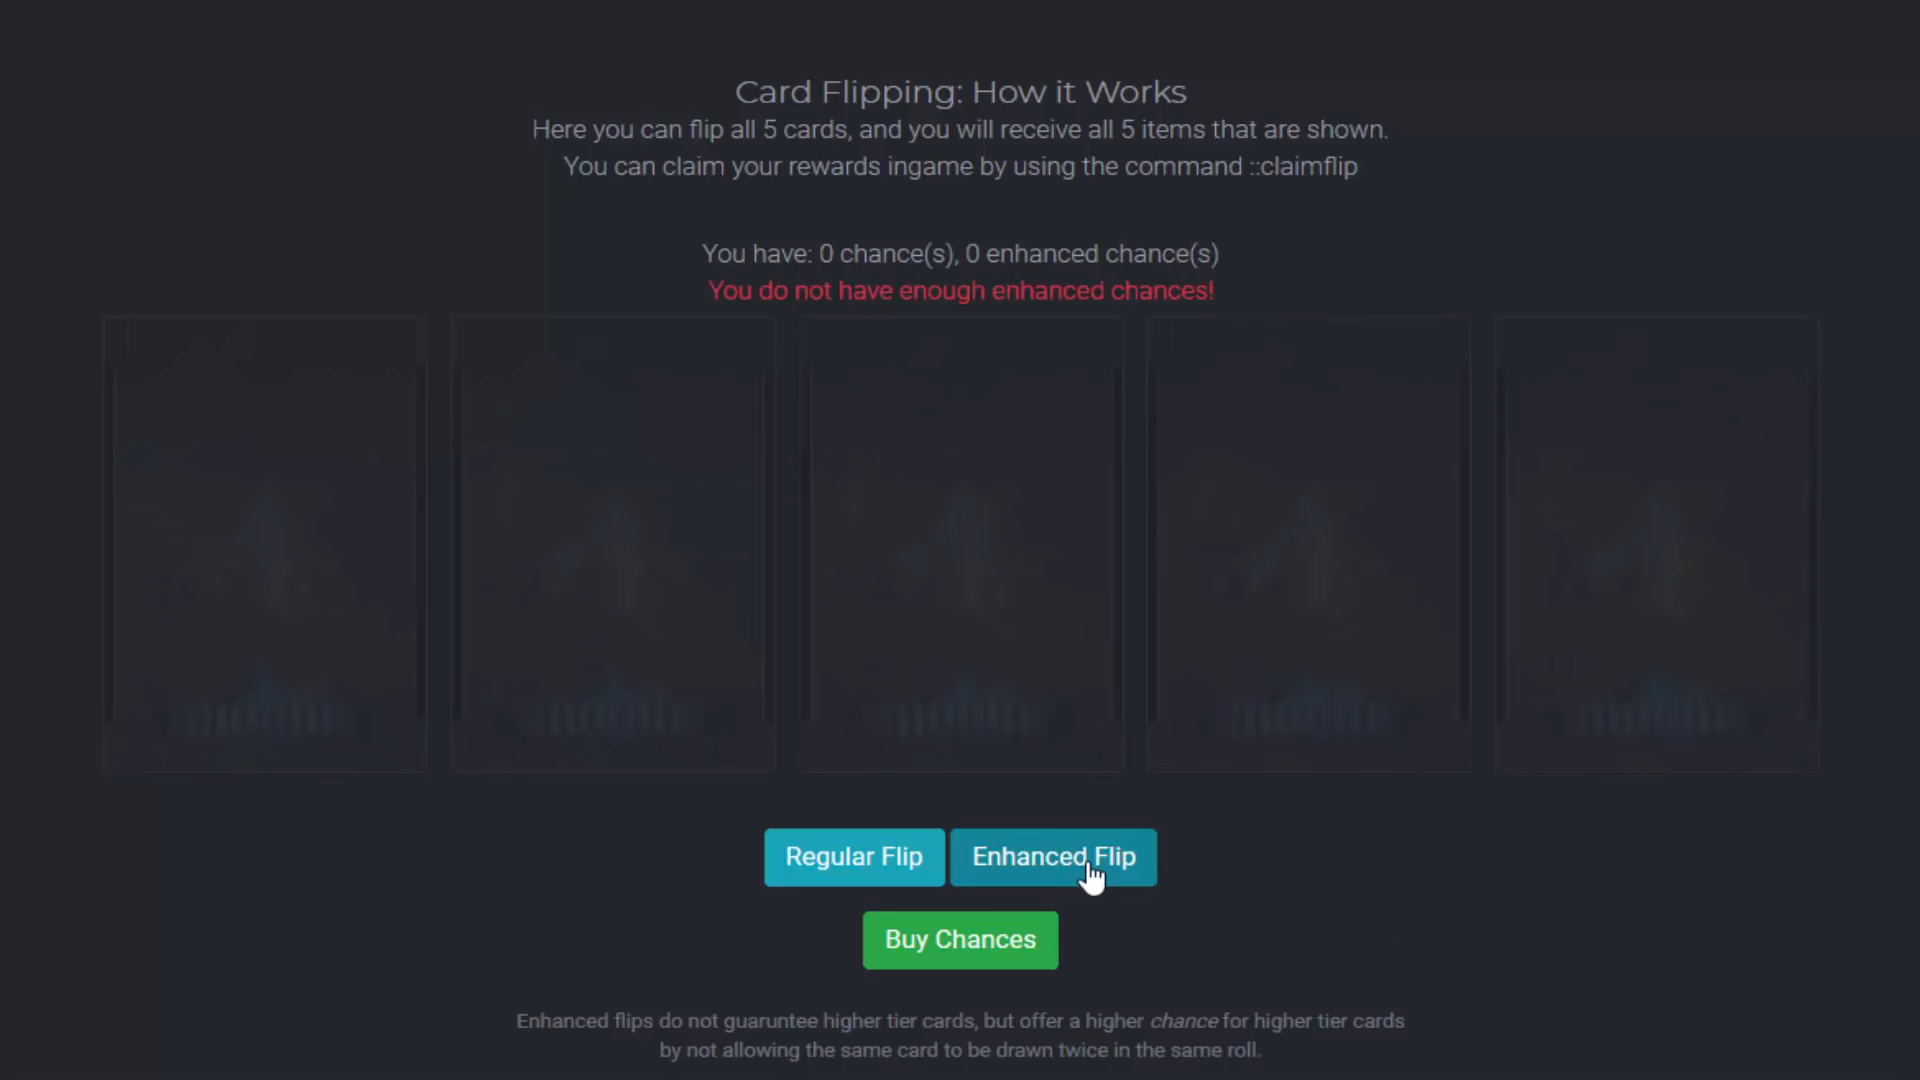 Card Flipping: How it Works
Here you can flip all 5 cards, and you will receive all 5 items that are shown.
You can claim your rewards ingame by using the command ::claimflip
You have: 0 chance(s), 0 enhanced chance(s)
You do not have enough enhanced chances!
Regular Flip
Enhanced Flip
Buy Chances
Enhanced flips do not guaruntee higher tier cards, but offer a higher chance for higher tier cards
by not allowing the same card to be drawn twice in the same roll.